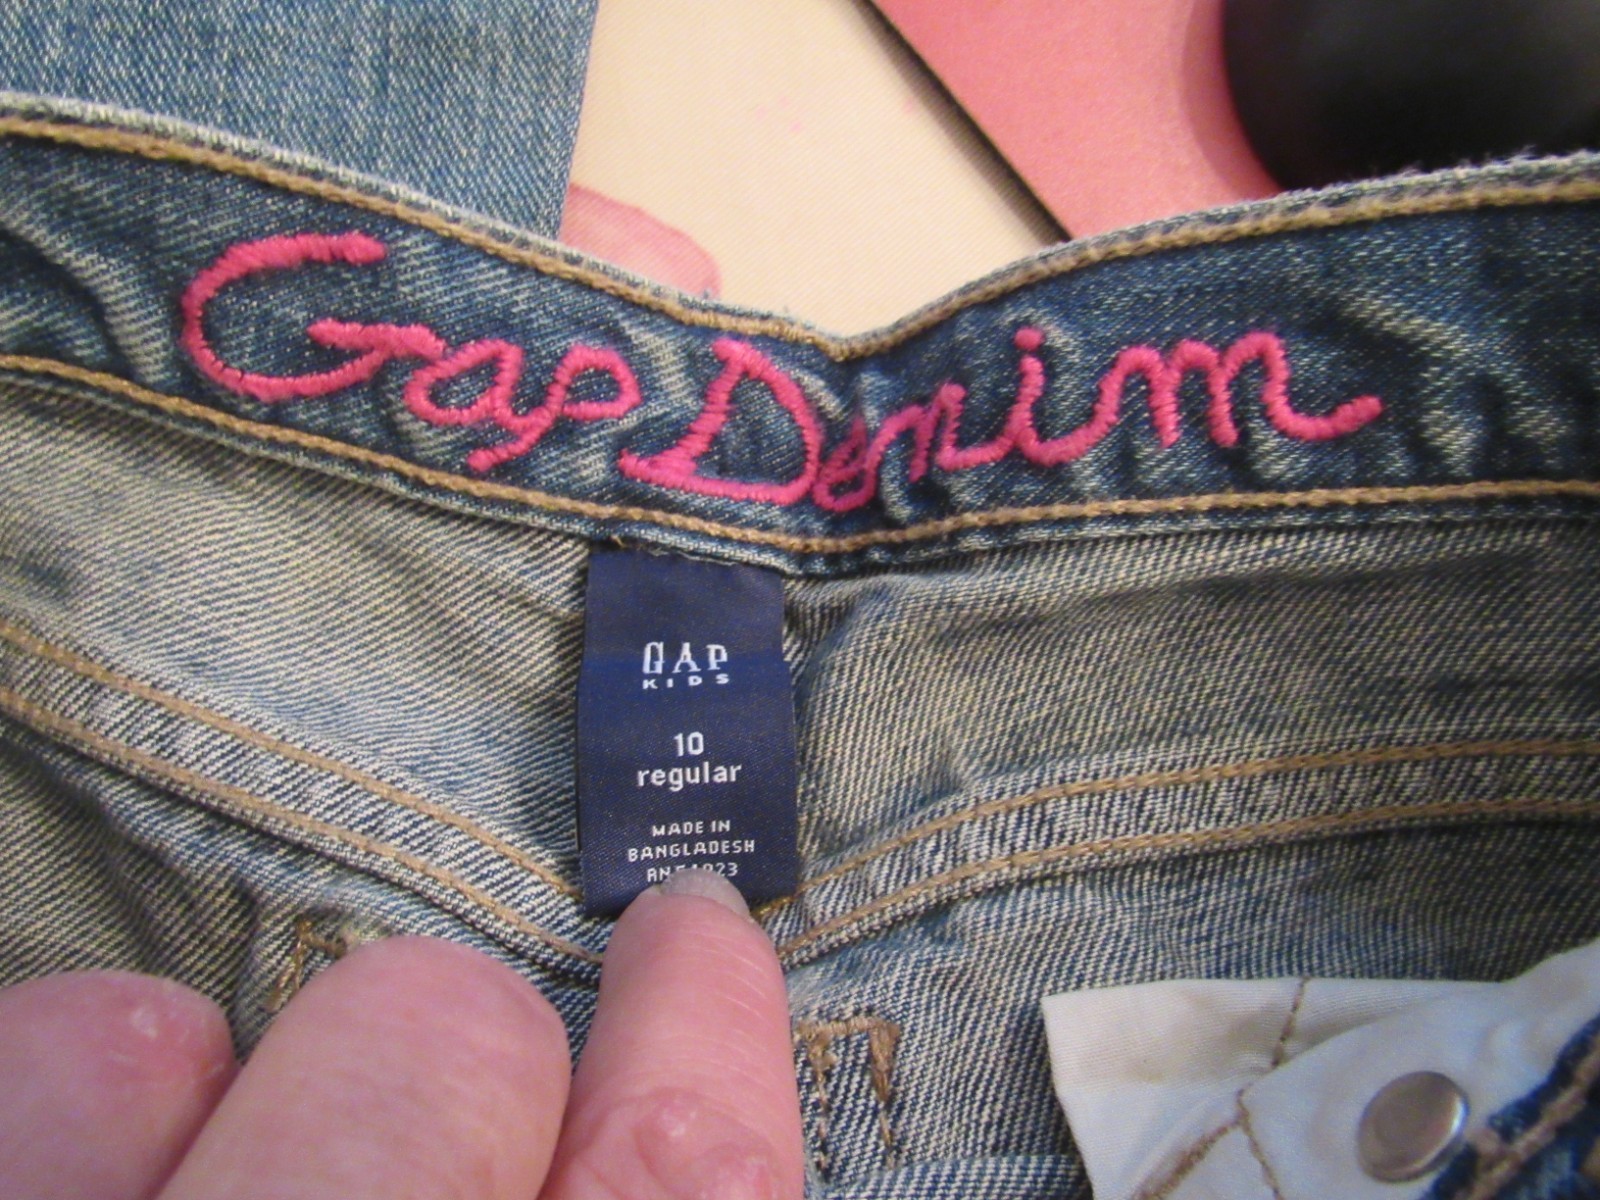 Gap Denim
GAP
KIDS
10
regular
MADE IN
BANGLADESH